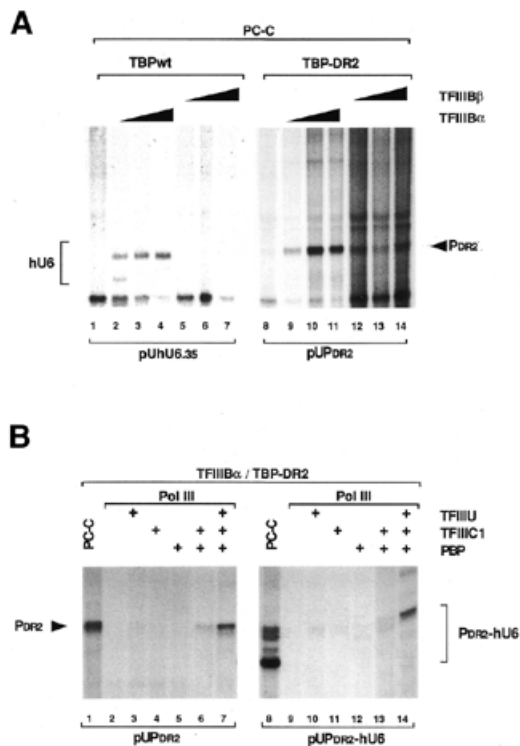 A
PC-C
TBPwt TBP-DR2
TFIIIBβ
TFIIIBα
hU6
PDR2
1 2 3 4 5 6 7 8 9 10 11 12 13 14
pUhU6.35 pUPDR2
B
TFIIIBα / TBP-DR2
Pol III Pol III
PC-C + + PC-C + + TFIIIU
+ + + + + + TFIIIC1
+ + + + + + PBP
PDR2
PDR2-hU6
1 2 3 4 5 6 7 8 9 10 11 12 13 14
pUPDR2 pUPDR2-hU6